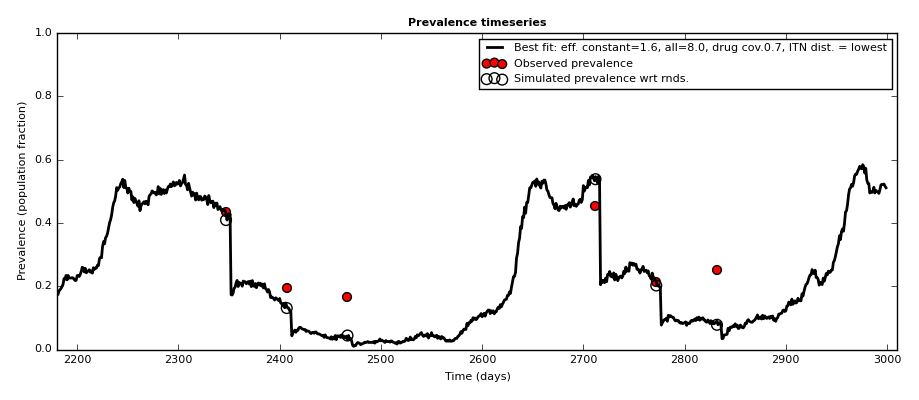 Prevalence timeseries
Best fit: eff. constant=1.6, all=8.0, drug cov.0.7, ITN dist. = lowest
Observed prevalence
Simulated prevalence wrt rnds.
Prevalence (population fraction)
1.0
0.8
0.6
0.4
0.2
0.0
2200 2300 2400 2500 2600 2700 2800 2900 3000
Time (days)